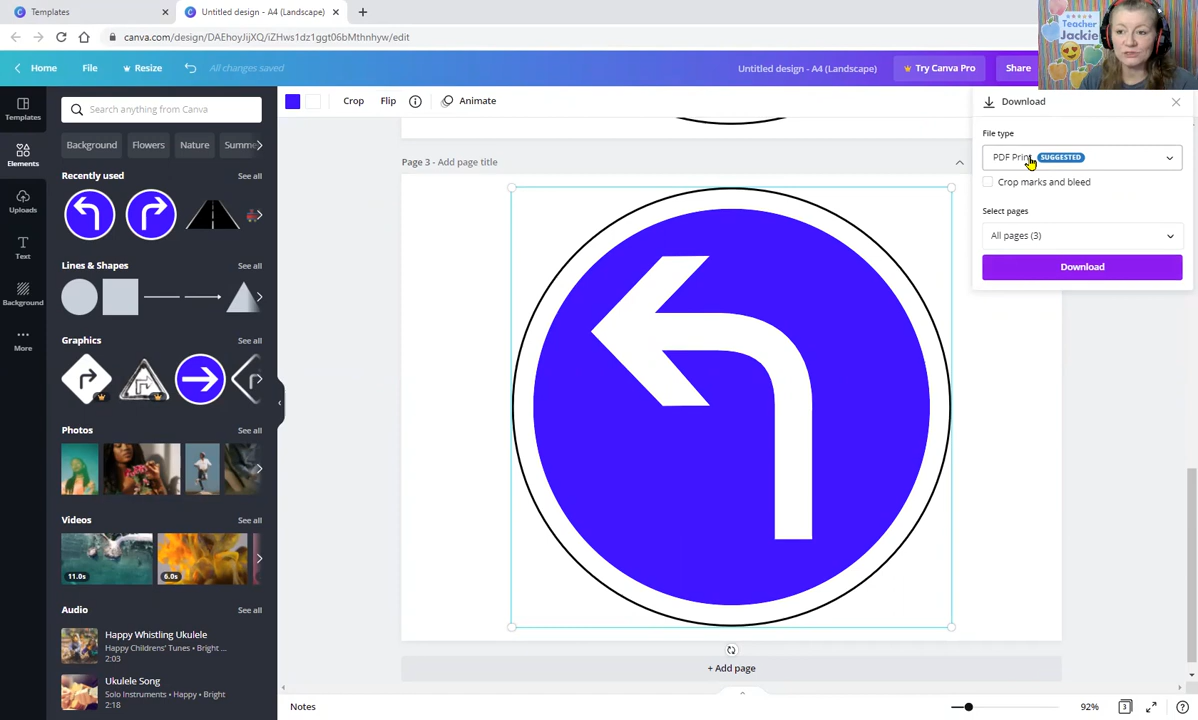 Templates
Untitled design - A4 (Landscape)
canva.com/design/DAEhoyJijXQ/iZHws1dz1ggt06bMthnhyw/edit
Home
File
Resize
All changes saved
Untitled design - A4 (Landscape)
Try Canva Pro
Share
Teacher
Jackie
Templates
Elements
Uploads
Text
Background
More
Search anything from Canva
Background
Flowers
Nature
Summe
Recently used
See all
Lines & Shapes
See all
Graphics
See all
Photos
See all
Videos
See all
11.0s
6.0s
Audio
See all
Happy Whistling Ukulele
Happy Childrens' Tunes • Bright ...
2:03
Ukulele Song
Solo Instruments • Happy • Bright
2:18
Crop
Flip
Animate
Page 3 - Add page title
+ Add page
Download
File type
PDF Print SUGGESTED
Crop marks and bleed
Select pages
All pages (3)
Download
Notes
92%
3